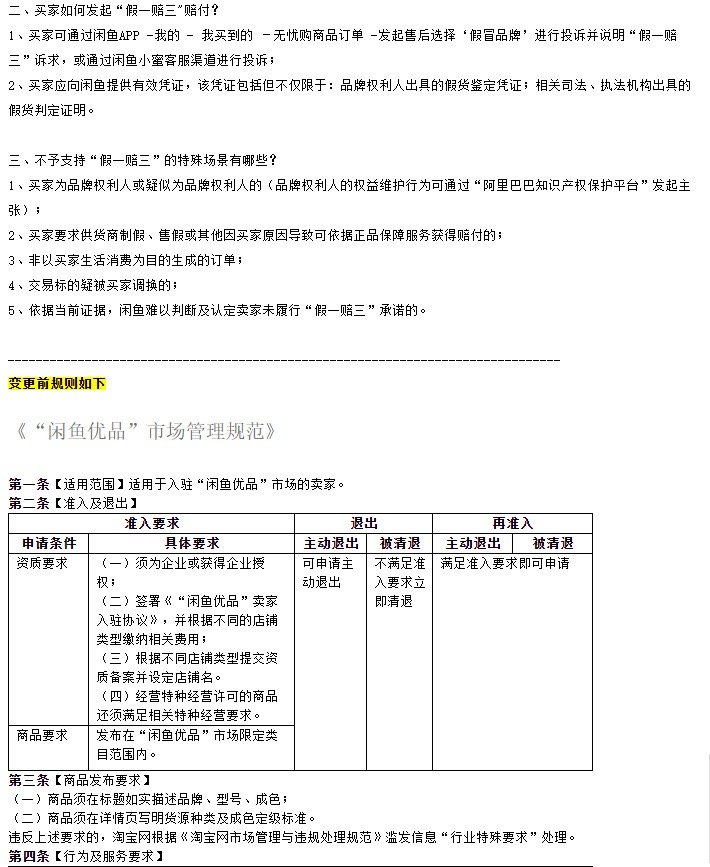 二、买家如何发起“假一赔三”赔付？
1、买家可通过闲鱼APP -我的 - 我买到的 -无忧购商品订单 -发起售后选择‘假冒品牌’进行投诉并说明“假一赔
三”诉求，或通过闲鱼小蜜客服渠道进行投诉；
2、买家应向闲鱼提供有效凭证，该凭证包括但不仅限于：品牌权利人出具的假货鉴定凭证；相关司法、执法机构出具的
假货判定证明。
三、不予支持“假一赔三”的特殊场景有哪些？
1、买家为品牌权利人或疑似为品牌权利人的（品牌权利人的权益维护行为可通过“阿里巴巴知识产权保护平台”发起主
张）；
2、买家要求供货商制假、售假或其他因买家原因导致可依据正品保障服务获得赔付的；
3、非以买家生活消费为目的生成的订单；
4、交易标的疑被买家调换的；
5、依据当前证据，闲鱼难以判断及认定卖家未履行“假一赔三”承诺的。
变更前规则如下
《“闲鱼优品”市场管理规范》
第一条【适用范围】适用于入驻“闲鱼优品”市场的卖家。
第二条【准入及退出】
准入要求 退出 再准入
申请条件 具体要求 主动退出 被清退 主动退出 被清退
资质要求 （一）须为企业或获得企业授 可申请主 不满足准 满足准入要求即可申请
权； 动退出 入要求立
（二）签署《“闲鱼优品”卖家 即清退
入驻协议》，并根据不同的店铺
类型缴纳相关费用；
（三）根据不同店铺类型提交资
质备案并设定店铺名。
（四）经营特种经营许可的商品
还须满足相关特种经营要求。
商品要求 发布在“闲鱼优品”市场限定类
目范围内。
第三条【商品发布要求】
（一）商品须在标题如实描述品牌、型号、成色；
（二）商品须在详情页写明货源种类及成色定级标准。
违反上述要求的，淘宝网根据《淘宝网市场管理与违规处理规范》滥发信息“行业特殊要求”处理。
第四条【行为及服务要求】